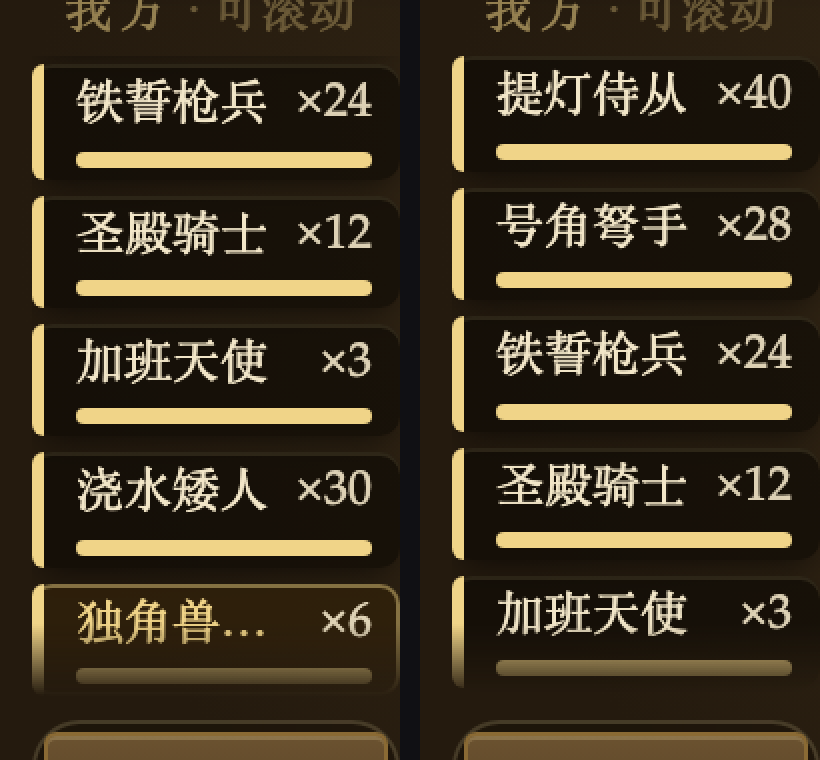 我方 · 可滚动
铁誓枪兵 ×24
圣殿骑士 ×12
加班天使 ×3
浇水矮人 ×30
独角兽… ×6
我方 · 可滚动
提灯侍从 ×40
号角弩手 ×28
铁誓枪兵 ×24
圣殿骑士 ×12
加班天使 ×3